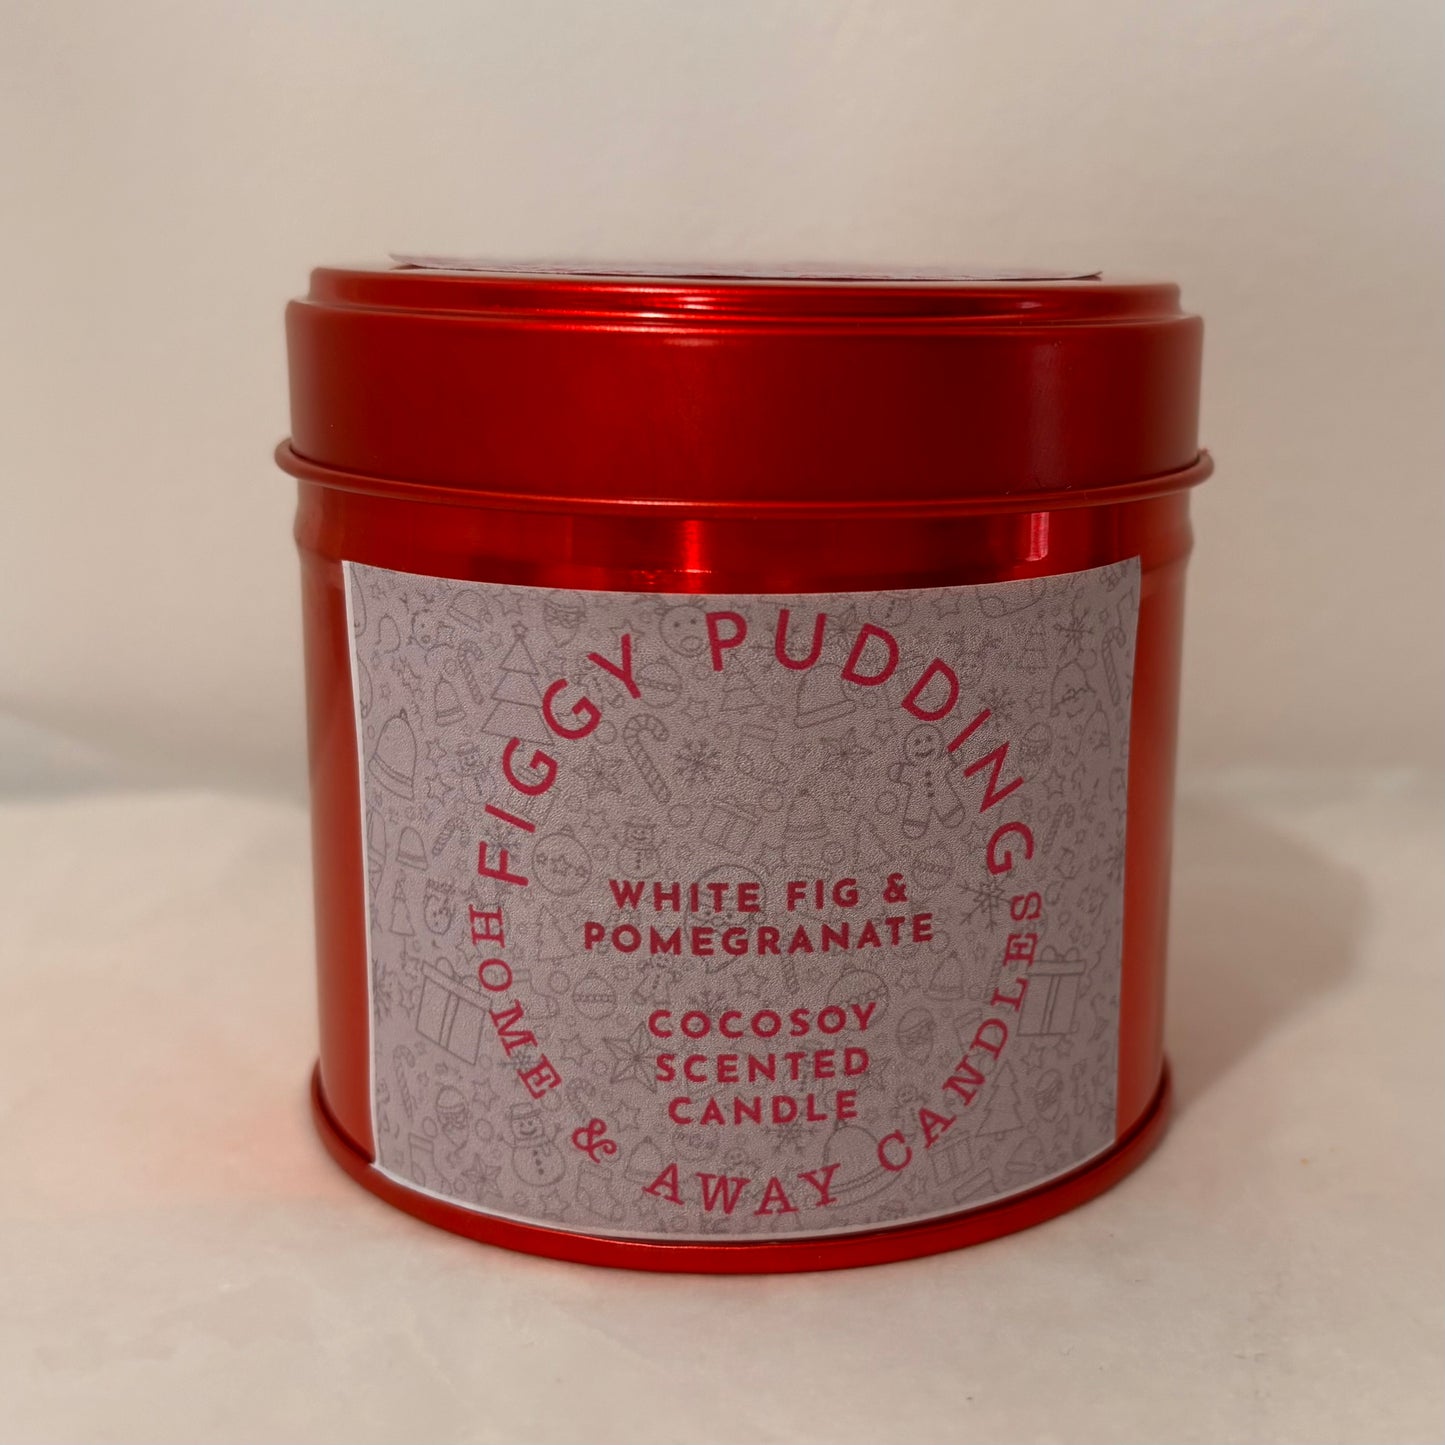 FIGGY PUDDING
WHITE FIG &
POMEGRANATE
COCOSOY
SCENTED
CANDLE
HOME & AWAY CANDLES